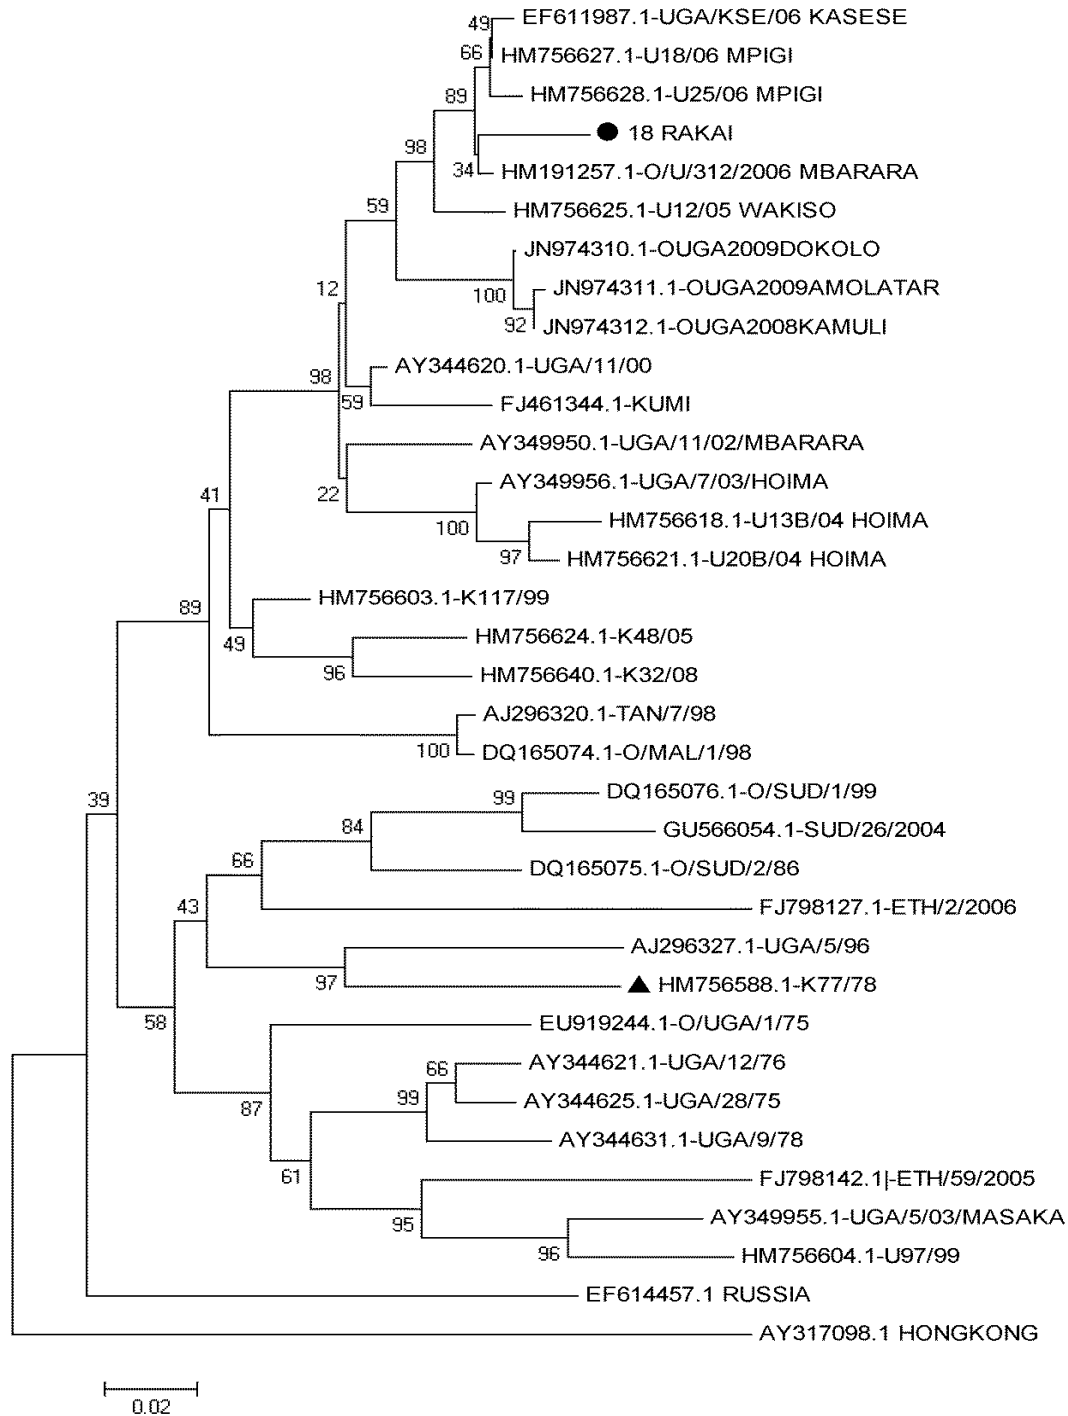 49
EF611987.1-UGA/KSE/06 KASESE
66
HM756627.1-U18/06 MPIGI
89
HM756628.1-U25/06 MPIGI
18 RAKAI
98
34
HM191257.1-O/U/312/2006 MBARARA
59
HM756625.1-U12/05 WAKISO
JN974310.1-OUGA2009DOKOLO
12
100
JN974311.1-OUGA2009AMOLATAR
92
JN974312.1-OUGA2008KAMULI
98
AY344620.1-UGA/11/00
59
FJ461344.1-KUMI
AY349950.1-UGA/11/02/MBARARA
41
22
AY349956.1-UGA/7/03/HOIMA
100
HM756618.1-U13B/04 HOIMA
97
HM756621.1-U20B/04 HOIMA
89
HM756603.1-K117/99
49
HM756624.1-K48/05
96
HM756640.1-K32/08
AJ296320.1-TAN/7/98
100
DQ165074.1-O/MAL/1/98
39
99
DQ165076.1-O/SUD/1/99
84
GU566054.1-SUD/26/2004
66
DQ165075.1-O/SUD/2/86
43
FJ798127.1-ETH/2/2006
AJ296327.1-UGA/5/96
97
HM756588.1-K77/78
58
EU919244.1-O/UGA/1/75
66
AY344621.1-UGA/12/76
87
99
AY344625.1-UGA/28/75
AY344631.1-UGA/9/78
61
FJ798142.1|-ETH/59/2005
95
AY349955.1-UGA/5/03/MASAKA
96
HM756604.1-U97/99
EF614457.1 RUSSIA
AY317098.1 HONGKONG
0.02